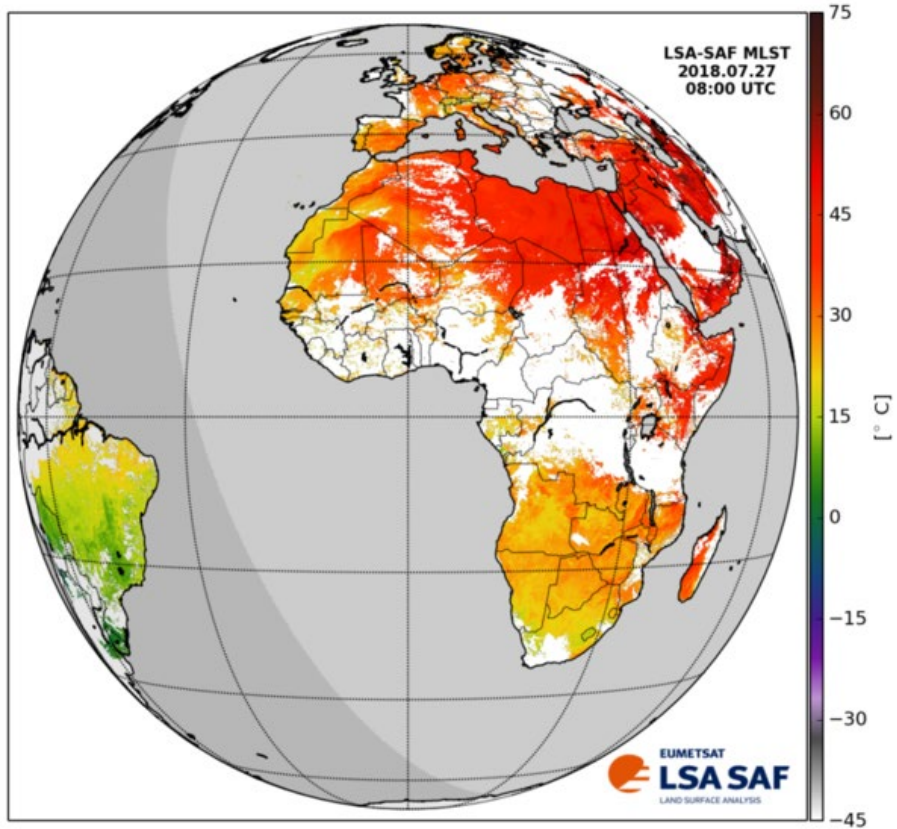 LSA-SAF MLST
2018.07.27
08:00 UTC
75
60
45
30
15
0
−15
−30
−45
[° C]
EUMETSAT
LSA SAF
LAND SURFACE ANALYSIS